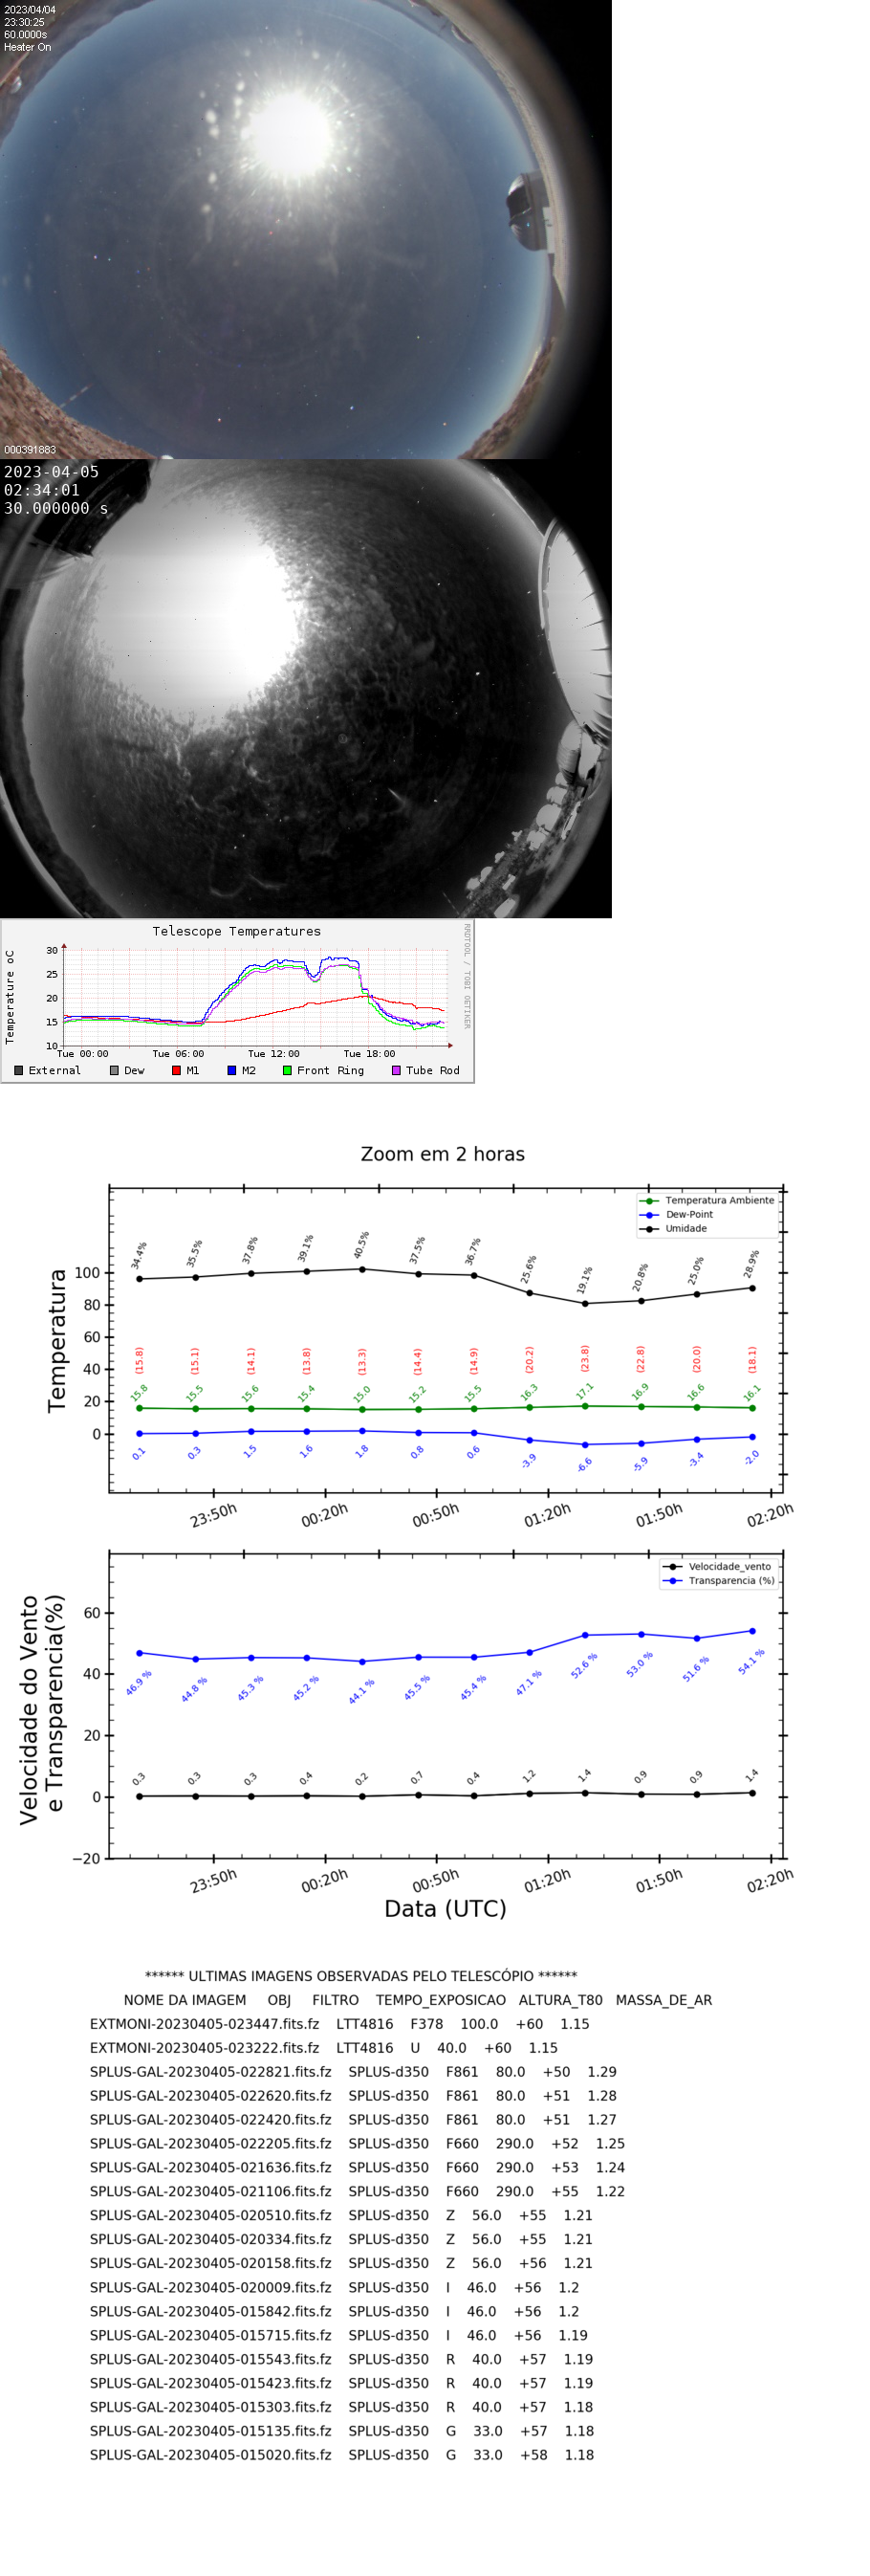 2023/04/04
23:30:25
60.0000s
Heater On
000391883
2023-04-05
02:34:01
30.000000 s
Telescope Temperatures
RRDTOOL / TOBI OETIKER
Temperature oC
30
25
20
15
10
Tue 00:00 Tue 06:00 Tue 12:00 Tue 18:00
External Dew M1 M2 Front Ring Tube Rod
Zoom em 2 horas
Temperatura Ambiente
Dew-Point
Umidade
Temperatura
100
80
60
40
20
0
34.4% 35.5% 37.8% 39.1% 40.5% 37.5% 36.7% 25.6% 19.1% 20.8% 25.0% 28.9%
(15.8) (15.1) (14.1) (13.8) (13.3) (14.4) (14.9) (20.2) (23.8) (22.8) (20.0) (18.1)
15.8 15.5 15.6 15.4 15.0 15.2 15.5 16.3 17.1 16.9 16.6 16.1
0.1 0.3 1.5 1.6 1.8 0.8 0.6 -3.9 -6.6 -5.9 -3.4 -2.0
23:50h 00:20h 00:50h 01:20h 01:50h 02:20h
Velocidade_vento
Transparencia (%)
Velocidade do Vento
e Transparencia(%)
60
40
20
0
−20
46.9 % 44.8 % 45.3 % 45.2 % 44.1 % 45.5 % 45.4 % 47.1 % 52.6 % 53.0 % 51.6 % 54.1 %
0.3 0.3 0.3 0.4 0.2 0.7 0.4 1.2 1.4 0.9 0.9 1.4
23:50h 00:20h 00:50h 01:20h 01:50h 02:20h
Data (UTC)
****** ULTIMAS IMAGENS OBSERVADAS PELO TELESCÓPIO ******
NOME DA IMAGEM OBJ FILTRO TEMPO_EXPOSICAO ALTURA_T80 MASSA_DE_AR
EXTMONI-20230405-023447.fits.fz LTT4816 F378 100.0 +60 1.15
EXTMONI-20230405-023222.fits.fz LTT4816 U 40.0 +60 1.15
SPLUS-GAL-20230405-022821.fits.fz SPLUS-d350 F861 80.0 +50 1.29
SPLUS-GAL-20230405-022620.fits.fz SPLUS-d350 F861 80.0 +51 1.28
SPLUS-GAL-20230405-022420.fits.fz SPLUS-d350 F861 80.0 +51 1.27
SPLUS-GAL-20230405-022205.fits.fz SPLUS-d350 F660 290.0 +52 1.25
SPLUS-GAL-20230405-021636.fits.fz SPLUS-d350 F660 290.0 +53 1.24
SPLUS-GAL-20230405-021106.fits.fz SPLUS-d350 F660 290.0 +55 1.22
SPLUS-GAL-20230405-020510.fits.fz SPLUS-d350 Z 56.0 +55 1.21
SPLUS-GAL-20230405-020334.fits.fz SPLUS-d350 Z 56.0 +55 1.21
SPLUS-GAL-20230405-020158.fits.fz SPLUS-d350 Z 56.0 +56 1.21
SPLUS-GAL-20230405-020009.fits.fz SPLUS-d350 I 46.0 +56 1.2
SPLUS-GAL-20230405-015842.fits.fz SPLUS-d350 I 46.0 +56 1.2
SPLUS-GAL-20230405-015715.fits.fz SPLUS-d350 I 46.0 +56 1.19
SPLUS-GAL-20230405-015543.fits.fz SPLUS-d350 R 40.0 +57 1.19
SPLUS-GAL-20230405-015423.fits.fz SPLUS-d350 R 40.0 +57 1.19
SPLUS-GAL-20230405-015303.fits.fz SPLUS-d350 R 40.0 +57 1.18
SPLUS-GAL-20230405-015135.fits.fz SPLUS-d350 G 33.0 +57 1.18
SPLUS-GAL-20230405-015020.fits.fz SPLUS-d350 G 33.0 +58 1.18